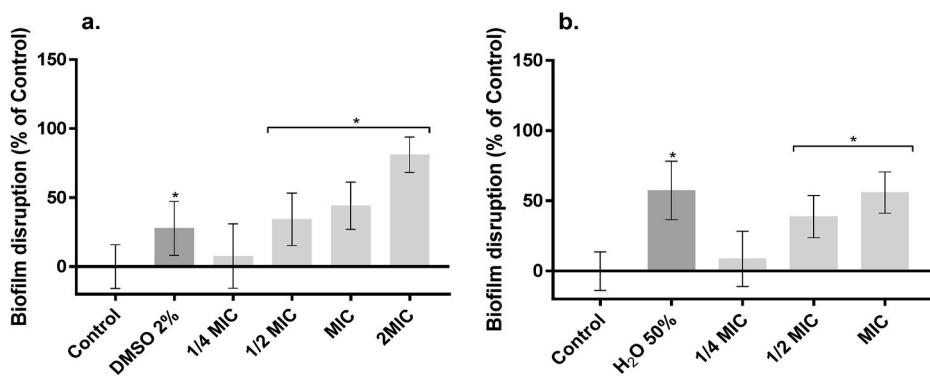 a.
Biofilm disruption (% of Control)
150
100
50
0
*
*
Control
DMSO 2%
1/4 MIC
1/2 MIC
MIC
2MIC
b.
Biofilm disruption (% of Control)
150
100
50
0
*
*
Control
H₂O 50%
1/4 MIC
1/2 MIC
MIC